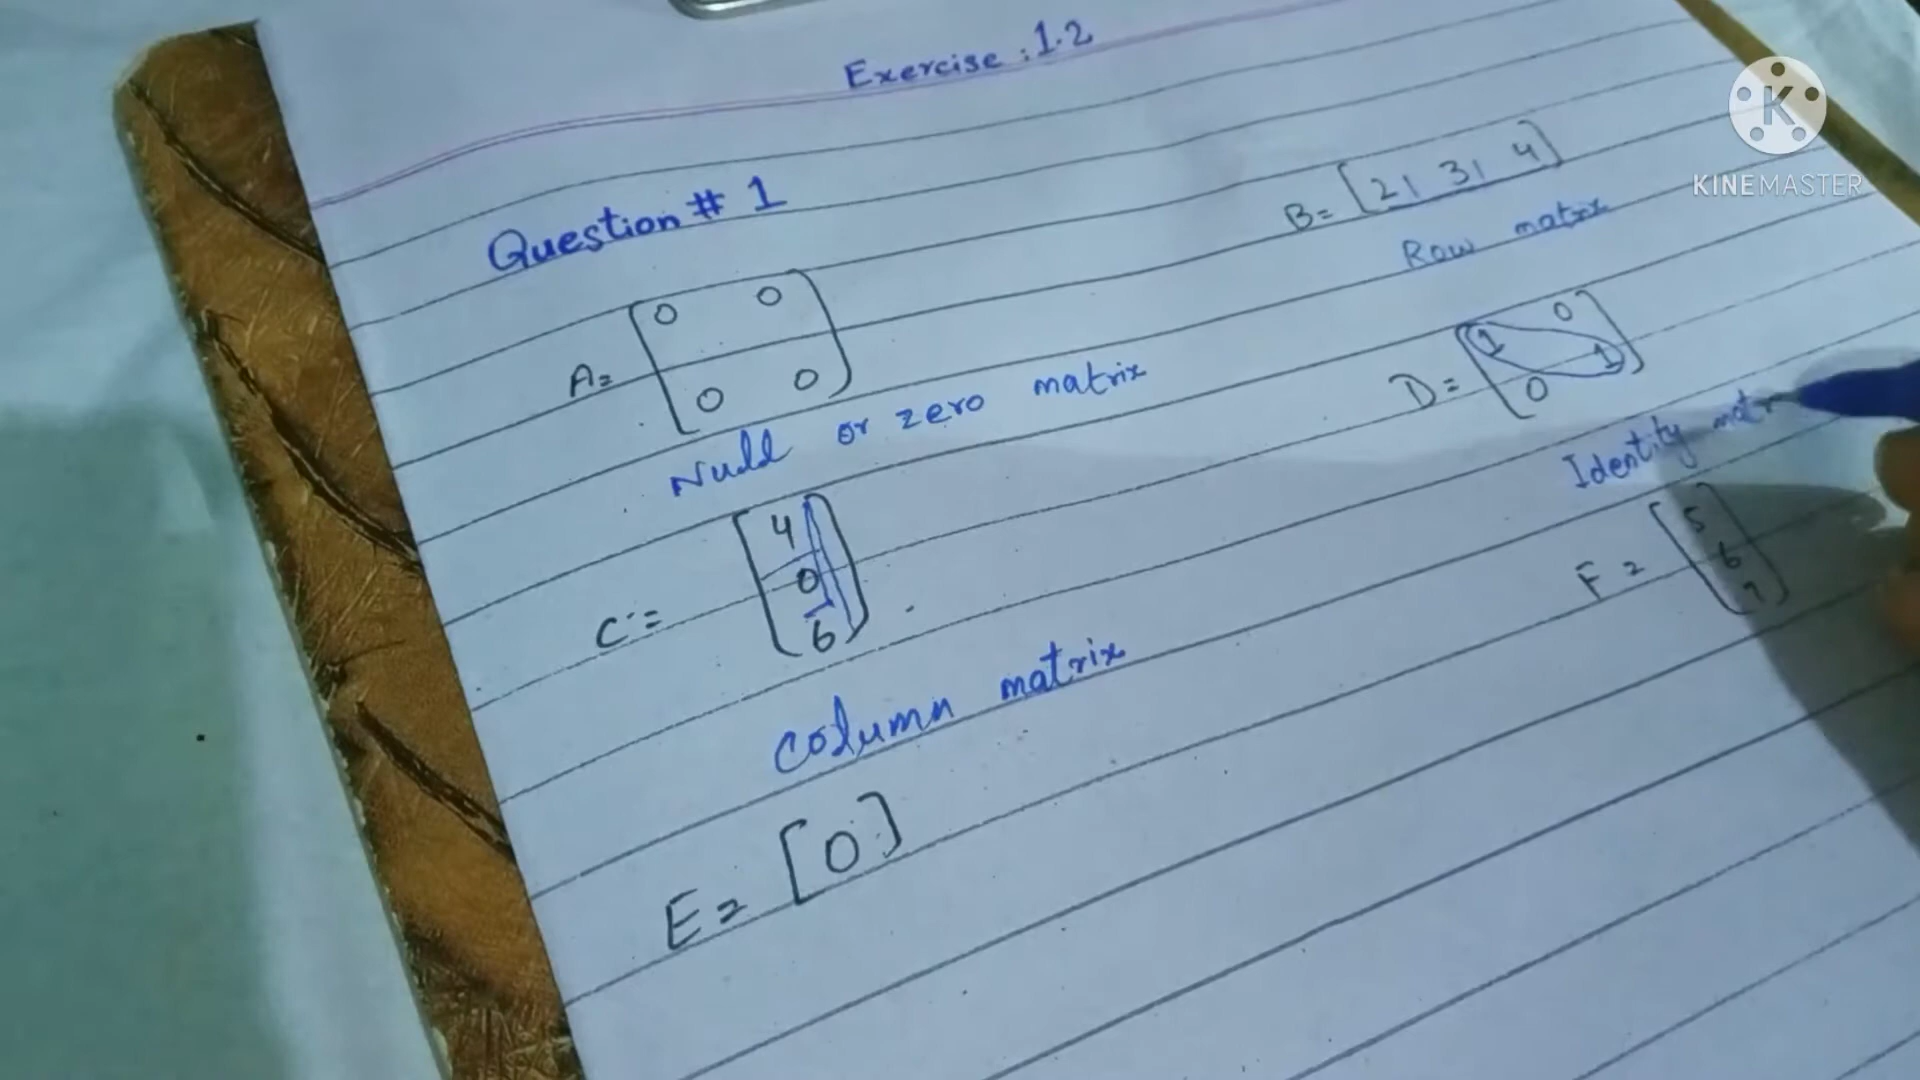 Exercise : 1.2
Question # 1
A = [0 0
0 0]
Null or zero matrix
B = [2 | 3 | 4]
Row matrix
C = [4
0
6]
Column matrix
D = [1 0
0 1]
Identity matr
E = [0]
F = [5
6
7]
KINEMASTER